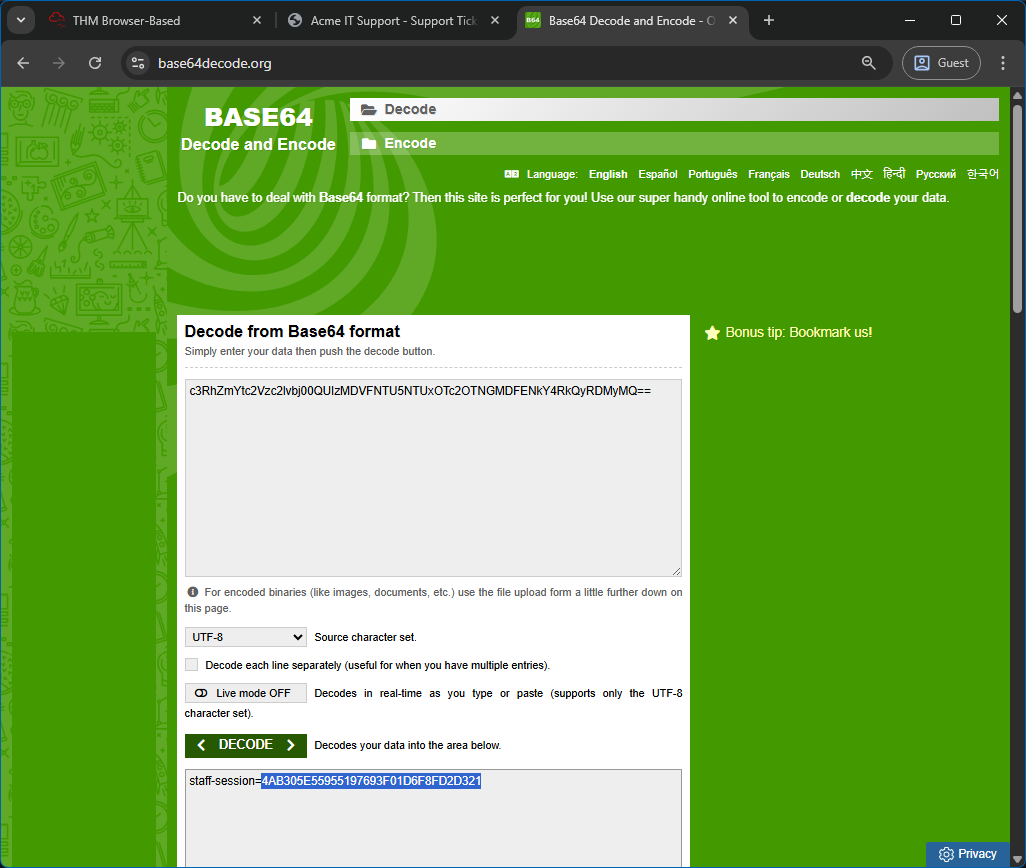 THM Browser-Based
Acme IT Support - Support Tick
B64
Base64 Decode and Encode - O
base64decode.org
Guest
BASE64
Decode and Encode
Decode
Encode
Language: English Español Português Français Deutsch 中文 हिन्दी Русский 한국어
Do you have to deal with Base64 format? Then this site is perfect for you! Use our super handy online tool to encode or decode your data.
Decode from Base64 format
Simply enter your data then push the decode button.
Bonus tip: Bookmark us!
c3RhZmYtc2Vzc2lvbj00QUIzMDVFNTU5NTUxOTc2OTNGMDFENkY4RkQyRDMyMQ==
For encoded binaries (like images, documents, etc.) use the file upload form a little further down on
this page.
UTF-8 Source character set.
Decode each line separately (useful for when you have multiple entries).
Live mode OFF Decodes in real-time as you type or paste (supports only the UTF-8
character set).
DECODE Decodes your data into the area below.
staff-session=4AB305E55955197693F01D6F8FD2D321
Privacy